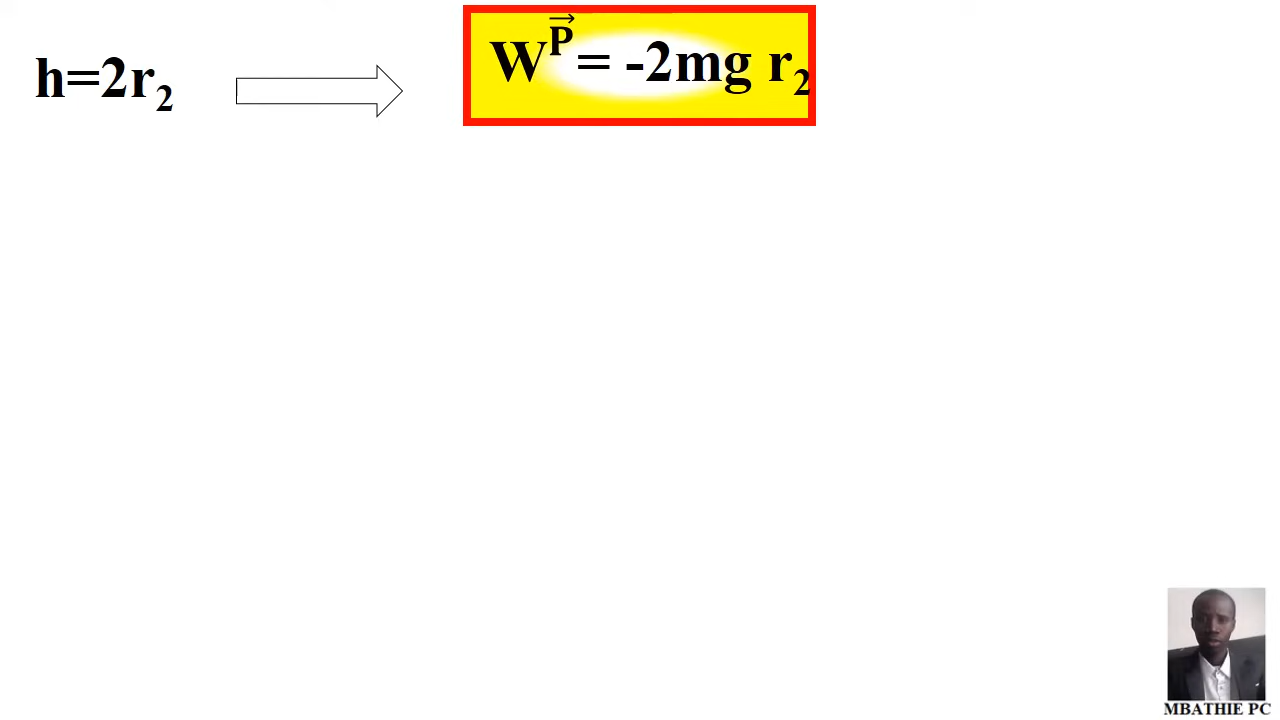 h=2r₂
W^P⃗ = -2mg r₂
MBATHIE PC